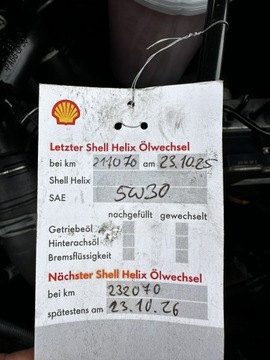 Letzter Shell Helix Ölwechsel
bei km am 23.10.25
Shell Helix
SAE 5W30
nachgefüllt gewechselt
Getriebeöl
Hinterachsöl
Bremsflüssigkeit
Nächster Shell Helix Ölwechsel
bei km 232070
spätestens am 23.10.26